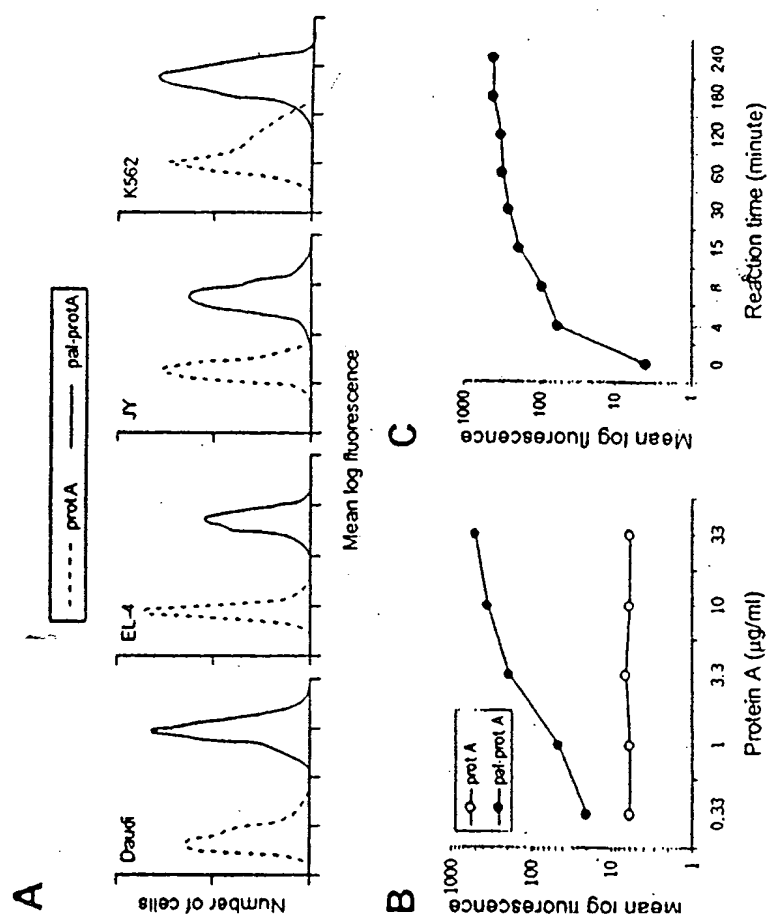 A
prot A pal-protA
Daudi
EL-4
JY
K562
Number of cells
Mean log fluorescence
B
1000
100
10
1
Mean log fluorescence
prot A
pal-prot A
0.33 1 3.3 10 33
Protein A (µg/ml)
C
1000
100
10
1
Mean log fluorescence
0 4 8 15 30 60 120 180 240
Reaction time (minute)